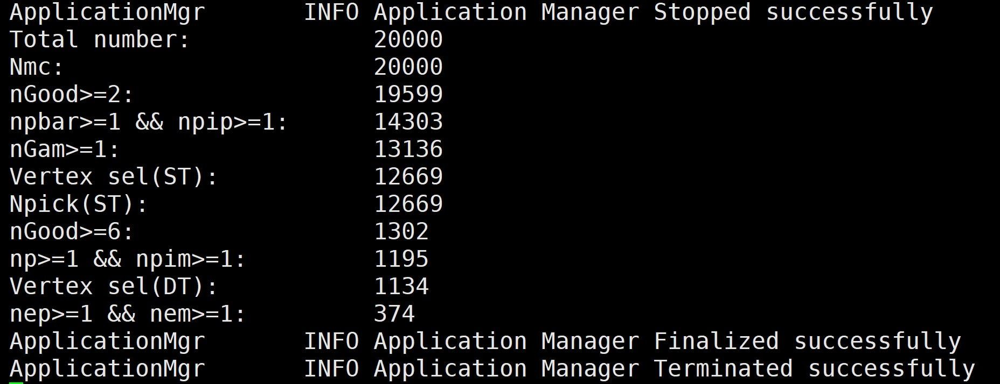 ApplicationMgr INFO Application Manager Stopped successfully
Total number: 20000
Nmc: 20000
nGood>=2: 19599
npbar>=1 && npip>=1: 14303
nGam>=1: 13136
Vertex sel(ST): 12669
Npick(ST): 12669
nGood>=6: 1302
np>=1 && npim>=1: 1195
Vertex sel(DT): 1134
nep>=1 && nem>=1: 374
ApplicationMgr INFO Application Manager Finalized successfully
ApplicationMgr INFO Application Manager Terminated successfully